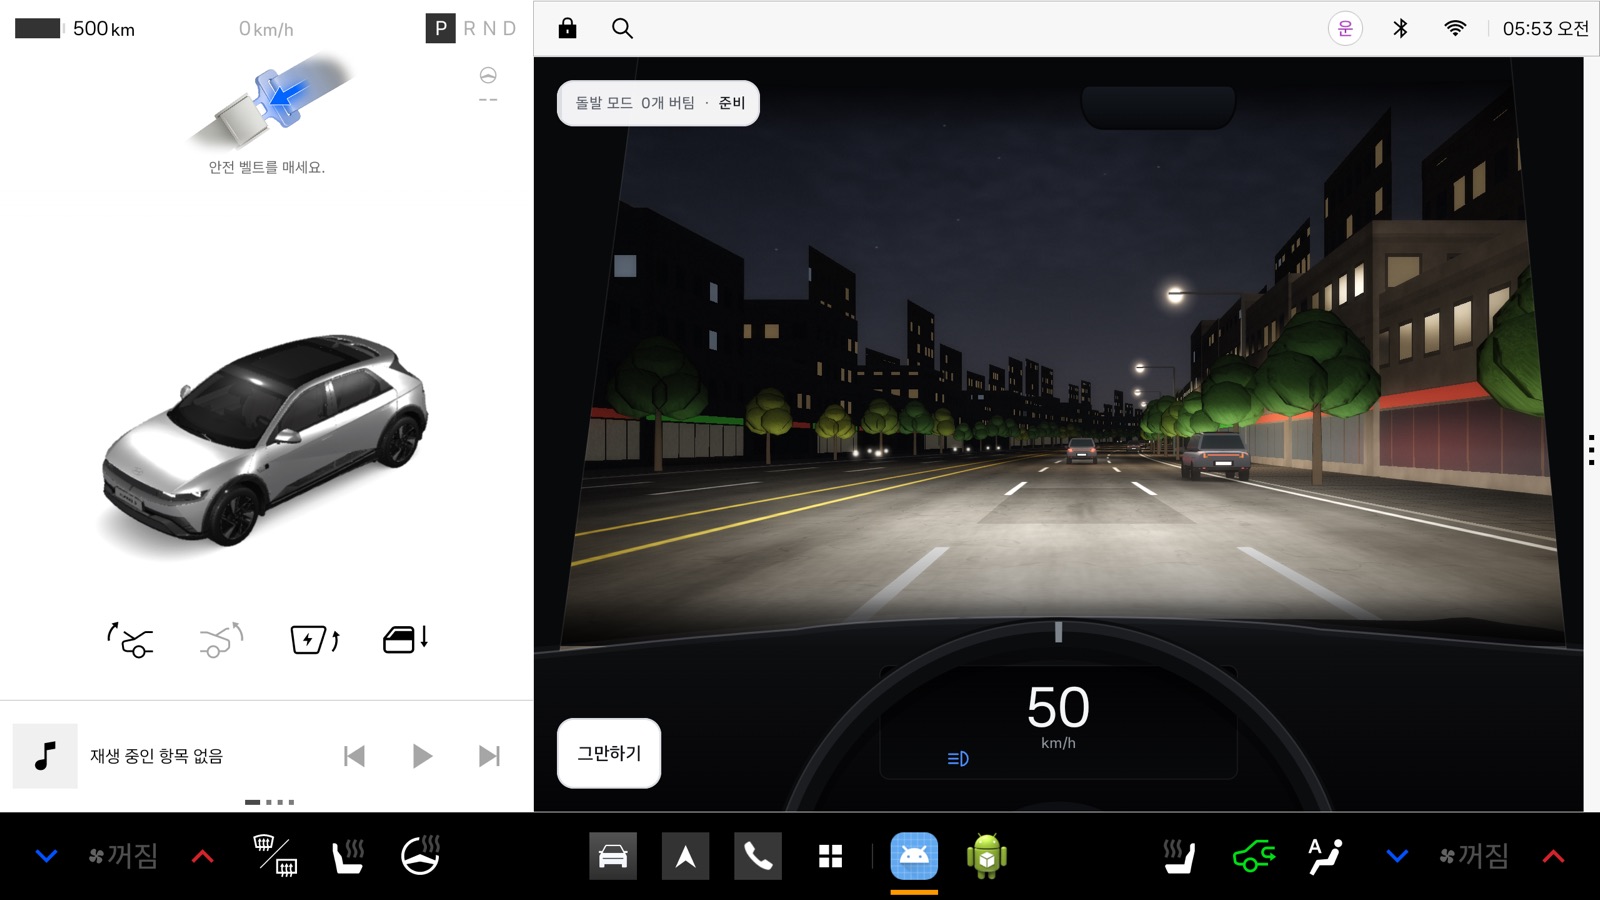 500 km
0 km/h
P R N D
운
05:53 오전
--
안전 벨트를 매세요.
돌발 모드 0개 버팀 · 준비
50
km/h
그만하기
재생 중인 항목 없음
꺼짐
A
꺼짐